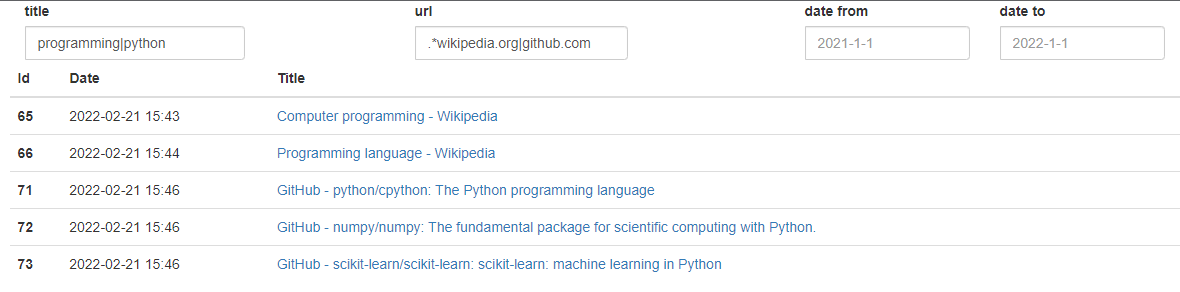 title url date from date to
programming|python .*wikipedia.org|github.com 2021-1-1 2022-1-1
Id Date Title
65 2022-02-21 15:43 Computer programming - Wikipedia
66 2022-02-21 15:44 Programming language - Wikipedia
71 2022-02-21 15:46 GitHub - python/cpython: The Python programming language
72 2022-02-21 15:46 GitHub - numpy/numpy: The fundamental package for scientific computing with Python.
73 2022-02-21 15:46 GitHub - scikit-learn/scikit-learn: scikit-learn: machine learning in Python